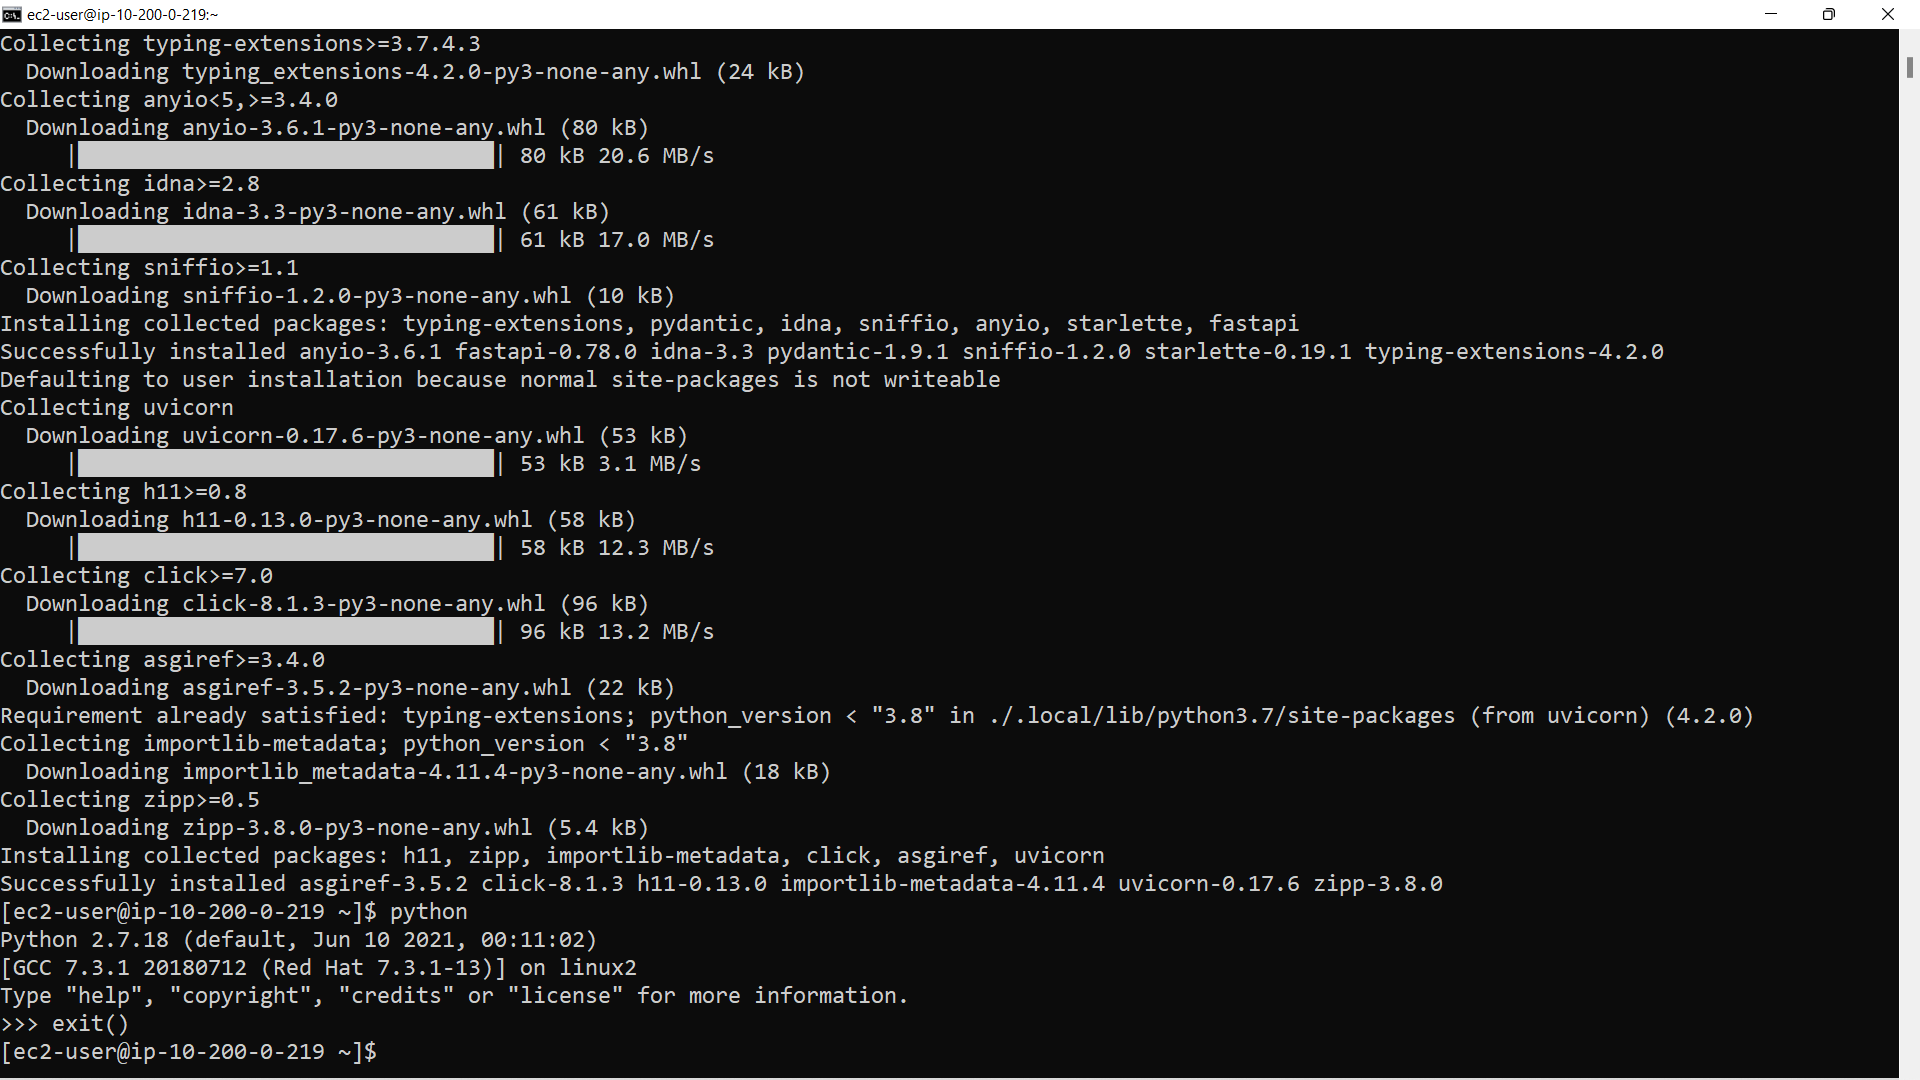 ec2-user@ip-10-200-0-219:~
Collecting typing-extensions>=3.7.4.3
  Downloading typing_extensions-4.2.0-py3-none-any.whl (24 kB)
Collecting anyio<5,>=3.4.0
  Downloading anyio-3.6.1-py3-none-any.whl (80 kB)
     |████████████████████████████████| 80 kB 20.6 MB/s
Collecting idna>=2.8
  Downloading idna-3.3-py3-none-any.whl (61 kB)
     |████████████████████████████████| 61 kB 17.0 MB/s
Collecting sniffio>=1.1
  Downloading sniffio-1.2.0-py3-none-any.whl (10 kB)
Installing collected packages: typing-extensions, pydantic, idna, sniffio, anyio, starlette, fastapi
Successfully installed anyio-3.6.1 fastapi-0.78.0 idna-3.3 pydantic-1.9.1 sniffio-1.2.0 starlette-0.19.1 typing-extensions-4.2.0
Defaulting to user installation because normal site-packages is not writeable
Collecting uvicorn
  Downloading uvicorn-0.17.6-py3-none-any.whl (53 kB)
     |████████████████████████████████| 53 kB 3.1 MB/s
Collecting h11>=0.8
  Downloading h11-0.13.0-py3-none-any.whl (58 kB)
     |████████████████████████████████| 58 kB 12.3 MB/s
Collecting click>=7.0
  Downloading click-8.1.3-py3-none-any.whl (96 kB)
     |████████████████████████████████| 96 kB 13.2 MB/s
Collecting asgiref>=3.4.0
  Downloading asgiref-3.5.2-py3-none-any.whl (22 kB)
Requirement already satisfied: typing-extensions; python_version < "3.8" in ./.local/lib/python3.7/site-packages (from uvicorn) (4.2.0)
Collecting importlib-metadata; python_version < "3.8"
  Downloading importlib_metadata-4.11.4-py3-none-any.whl (18 kB)
Collecting zipp>=0.5
  Downloading zipp-3.8.0-py3-none-any.whl (5.4 kB)
Installing collected packages: h11, zipp, importlib-metadata, click, asgiref, uvicorn
Successfully installed asgiref-3.5.2 click-8.1.3 h11-0.13.0 importlib-metadata-4.11.4 uvicorn-0.17.6 zipp-3.8.0
[ec2-user@ip-10-200-0-219 ~]$ python
Python 2.7.18 (default, Jun 10 2021, 00:11:02)
[GCC 7.3.1 20180712 (Red Hat 7.3.1-13)] on linux2
Type "help", "copyright", "credits" or "license" for more information.
>>> exit()
[ec2-user@ip-10-200-0-219 ~]$